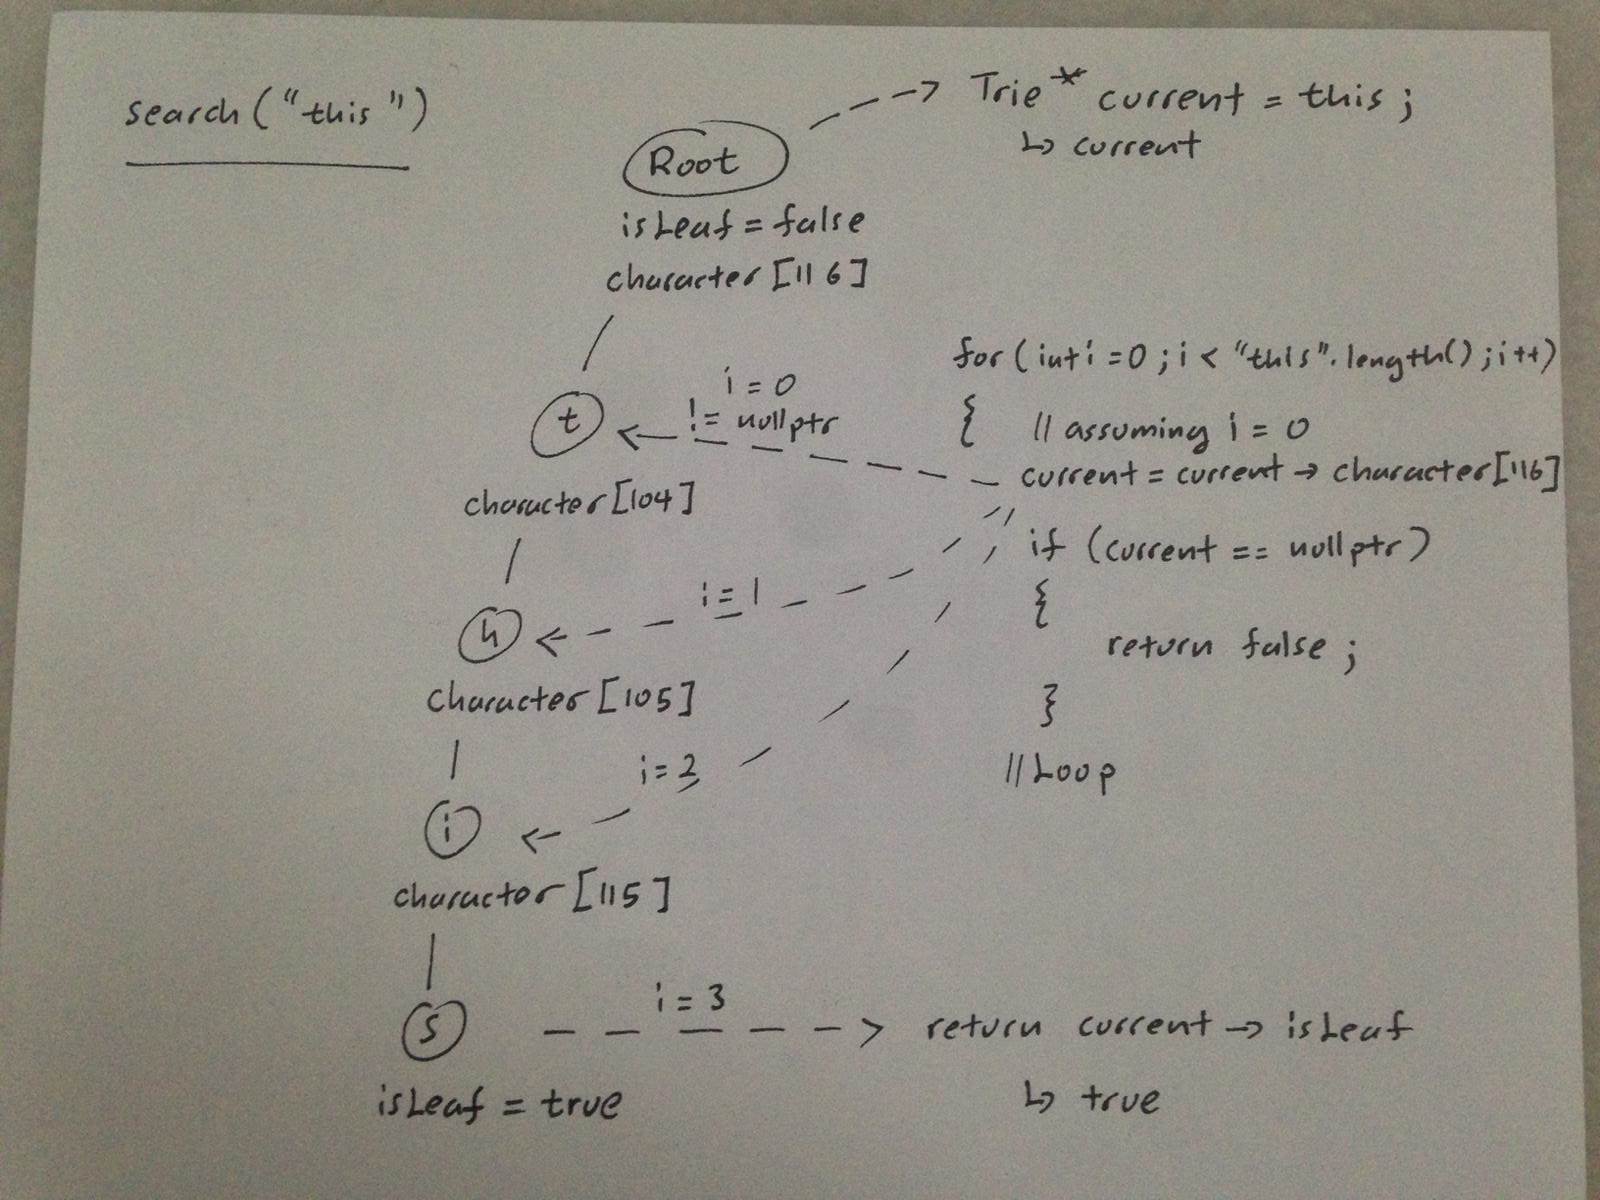 search("this")
Trie* current = this;
↳ current
Root
isLeaf = false
character[116]
for(int i=0; i< "this".length(); i++)
i = 0
!= nullptr
t
{ // assuming i = 0
current = current → character[116]
character[104]
if (current == nullptr)
i = 1
{
h
return false;
character[105]
}
i = 2
// Loop
i
character[115]
i = 3
s
return current → isLeaf
isLeaf = true
↳ true